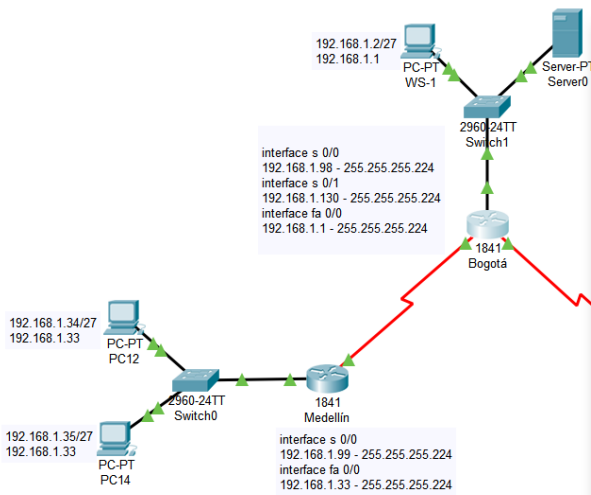 192.168.1.2/27
192.168.1.1
PC-PT
WS-1
Server-PT
Server0
2960-24TT
Switch1
interface s 0/0
192.168.1.98 - 255.255.255.224
interface s 0/1
192.168.1.130 - 255.255.255.224
interface fa 0/0
192.168.1.1 - 255.255.255.224
1841
Bogotá
192.168.1.34/27
192.168.1.33
PC-PT
PC12
2960-24TT
Switch0
1841
Medellín
192.168.1.35/27
192.168.1.33
PC-PT
PC14
interface s 0/0
192.168.1.99 - 255.255.255.224
interface fa 0/0
192.168.1.33 - 255.255.255.224